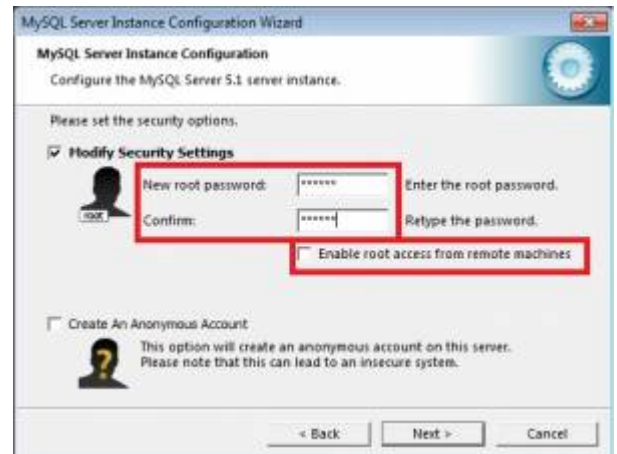 MySQL Server Instance Configuration Wizard
MySQL Server Instance Configuration
Configure the MySQL Server 5.1 server instance.
Please set the security options.
Modify Security Settings
New root password: ****** Enter the root password.
root
Confirm: ****** Retype the password.
Enable root access from remote machines
Create An Anonymous Account
This option will create an anonymous account on this server.
Please note that this can lead to an insecure system.
?
< Back Next > Cancel